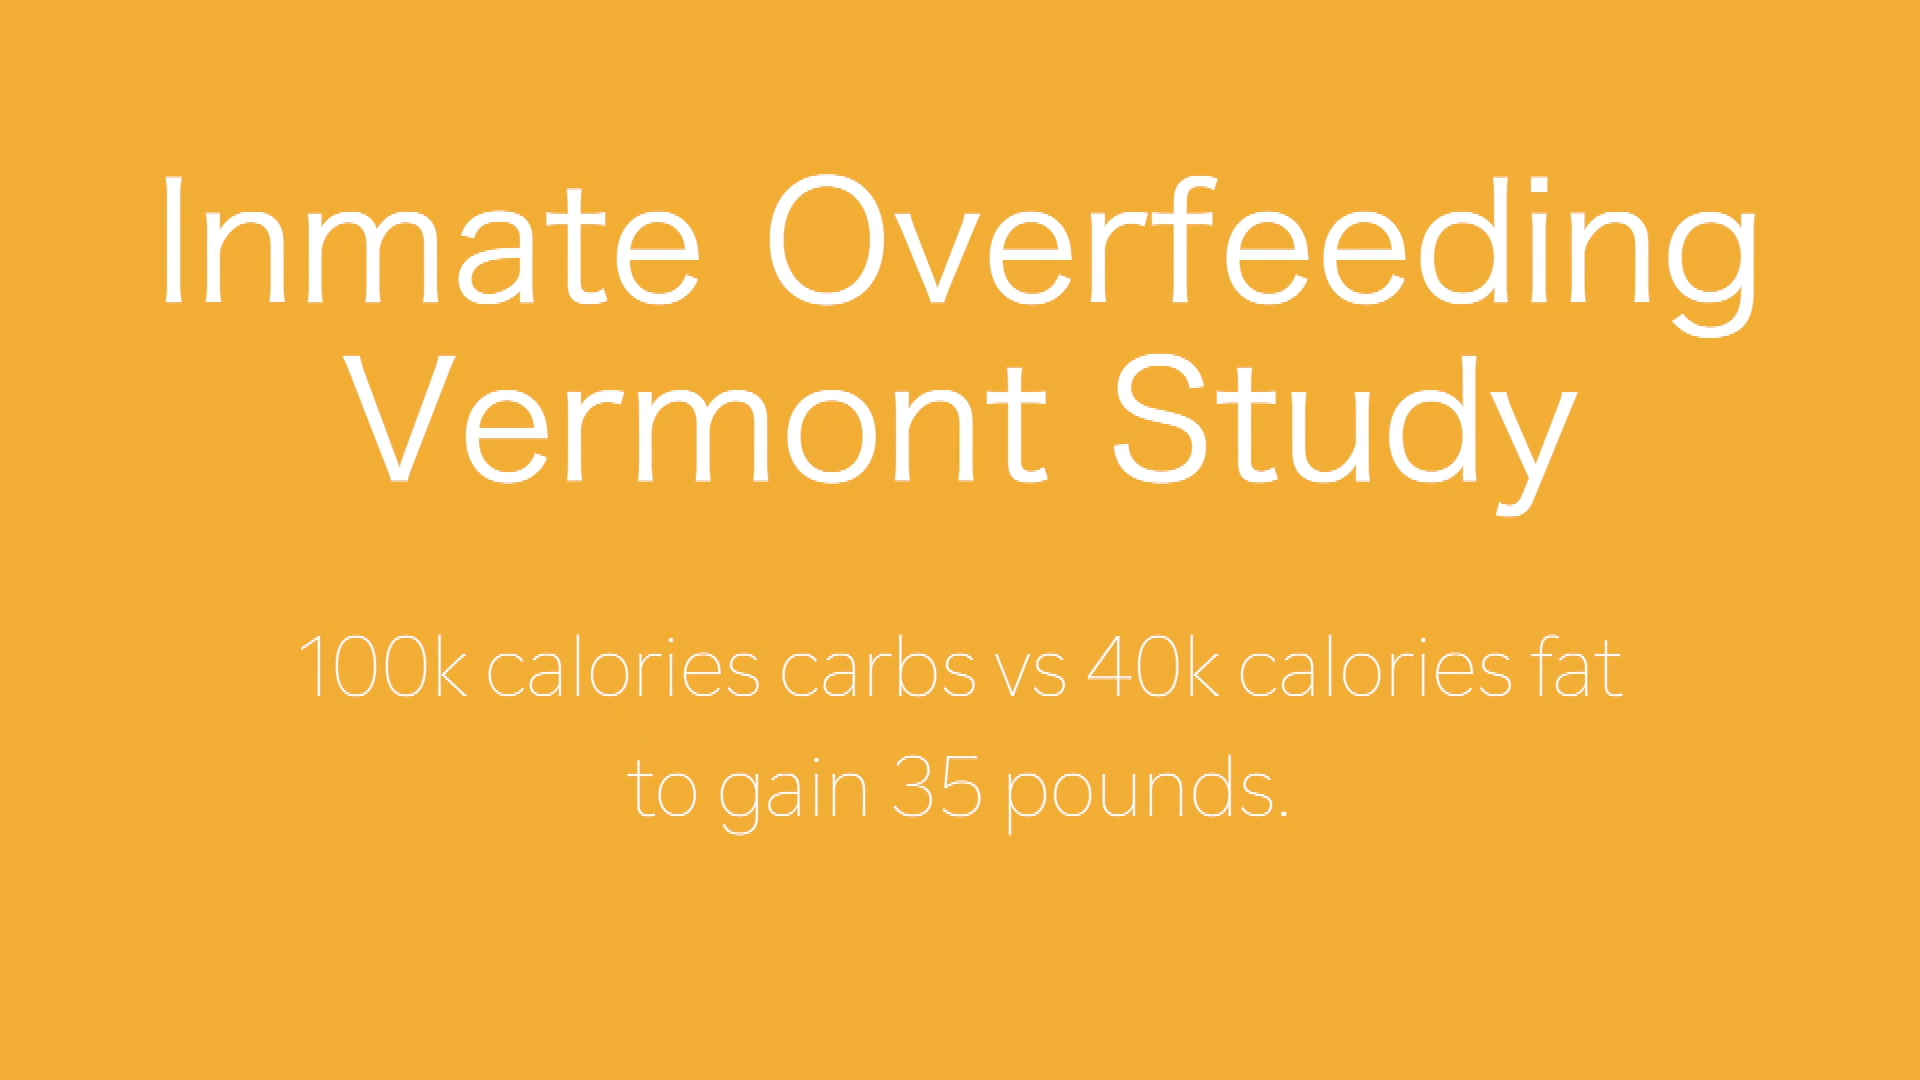 Inmate Overfeeding
Vermont Study
100k calories carbs vs 40k calories fat
to gain 35 pounds.